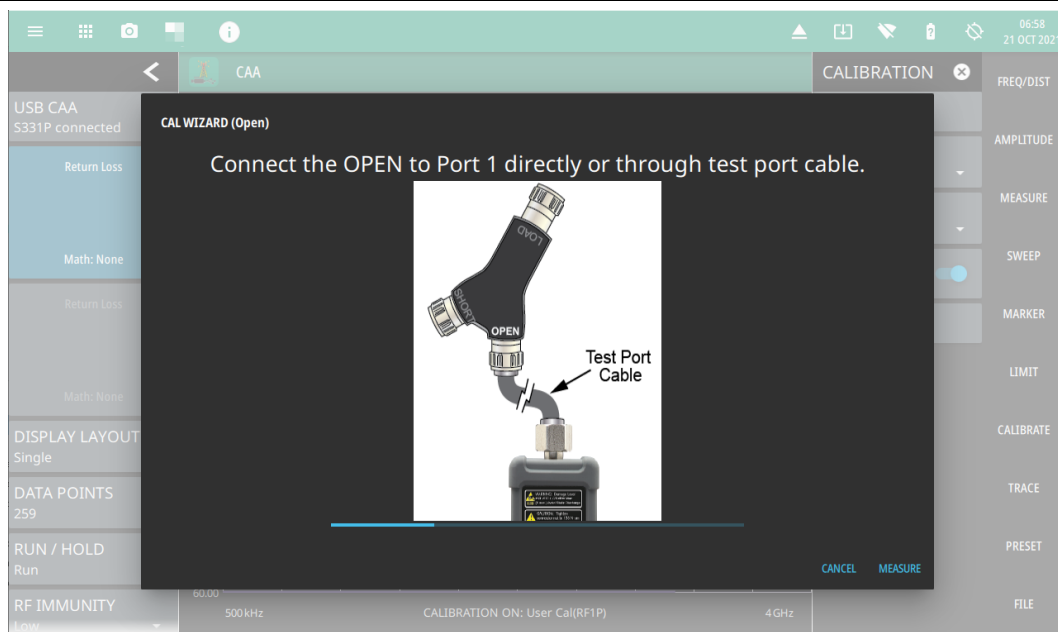 06:58
21 OCT 2021
CAA
CALIBRATION
USB CAA
S331P connected
Return Loss
Math: None
Return Loss
Math: None
DISPLAY LAYOUT
Single
DATA POINTS
259
RUN / HOLD
Run
RF IMMUNITY
Low
CAL WIZARD (Open)
Connect the OPEN to Port 1 directly or through test port cable.
LOAD
SHORT
OPEN
Test Port
Cable
CANCEL
MEASURE
60.00
500 kHz
CALIBRATION ON: User Cal(RF1P)
4 GHz
FREQ/DIST
AMPLITUDE
MEASURE
SWEEP
MARKER
LIMIT
CALIBRATE
TRACE
PRESET
FILE